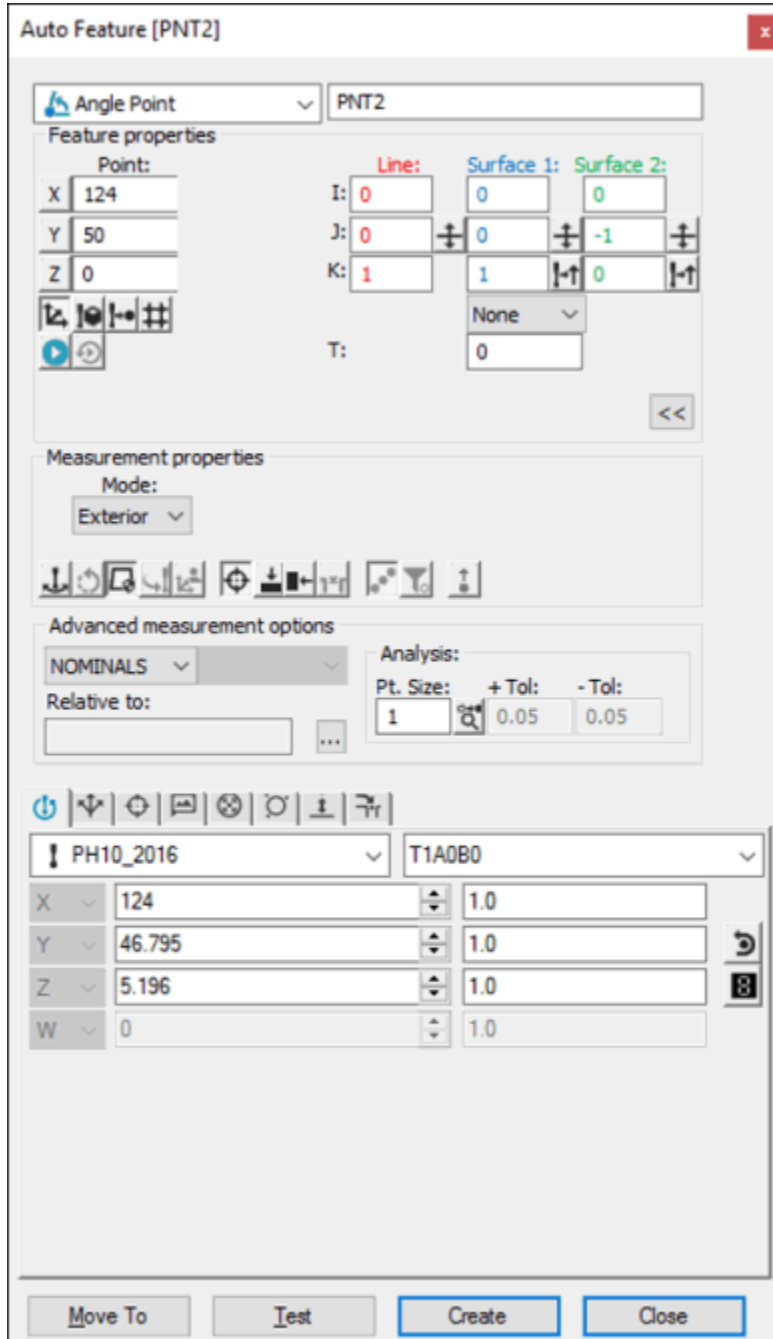 Auto Feature [PNT2]
x
Angle Point PNT2
Feature properties
Point: Line: Surface 1: Surface 2:
X 124 I: 0 0 0
Y 50 J: 0 0 -1
Z 0 K: 1 1 0
None
T: 0
<<
Measurement properties
Mode:
Exterior
Advanced measurement options
NOMINALS
Analysis:
Pt. Size: + Tol: - Tol:
1 0.05 0.05
Relative to:
...
PH10_2016 T1A0B0
X 124 1.0
Y 46.795 1.0
Z 5.196 1.0
8
W 0 1.0
Move To Test Create Close